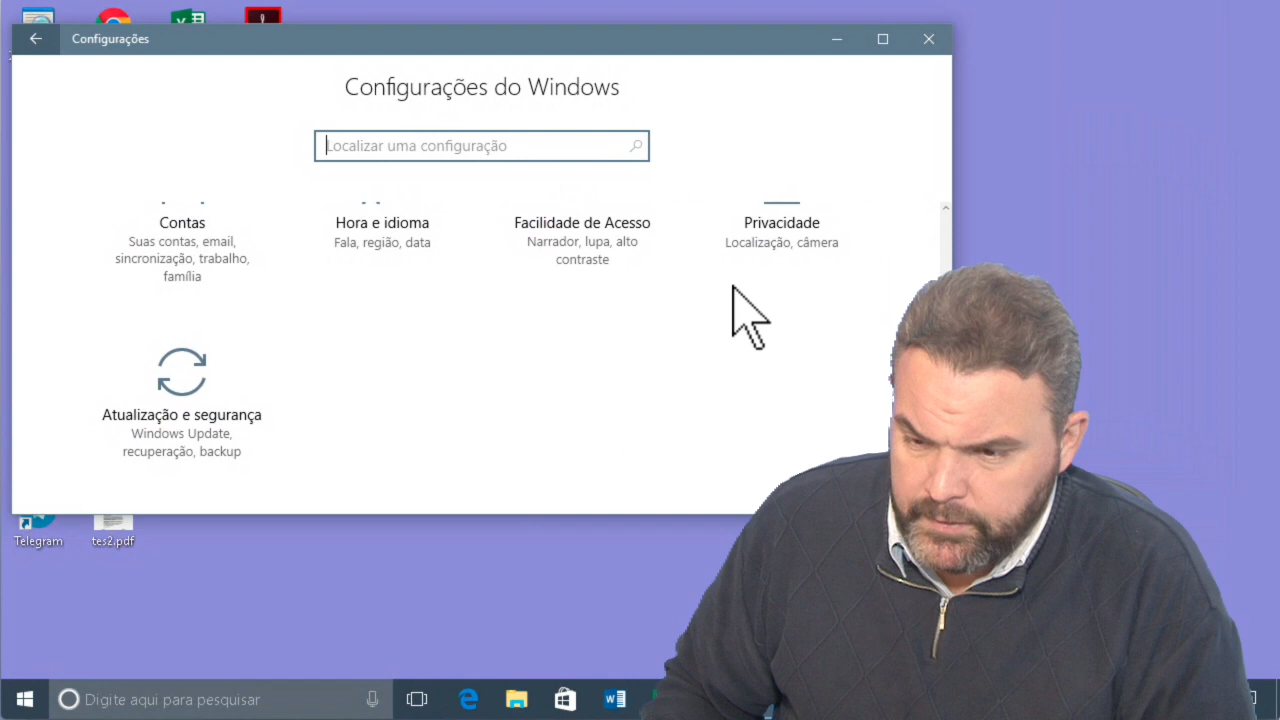 Configurações
Configurações do Windows
Localizar uma configuração
Contas
Suas contas, email,
sincronização, trabalho,
família
Hora e idioma
Fala, região, data
Facilidade de Acesso
Narrador, lupa, alto
contraste
Privacidade
Localização, câmera
Atualização e segurança
Windows Update,
recuperação, backup
Telegram
tes2.pdf
Digite aqui para pesquisar